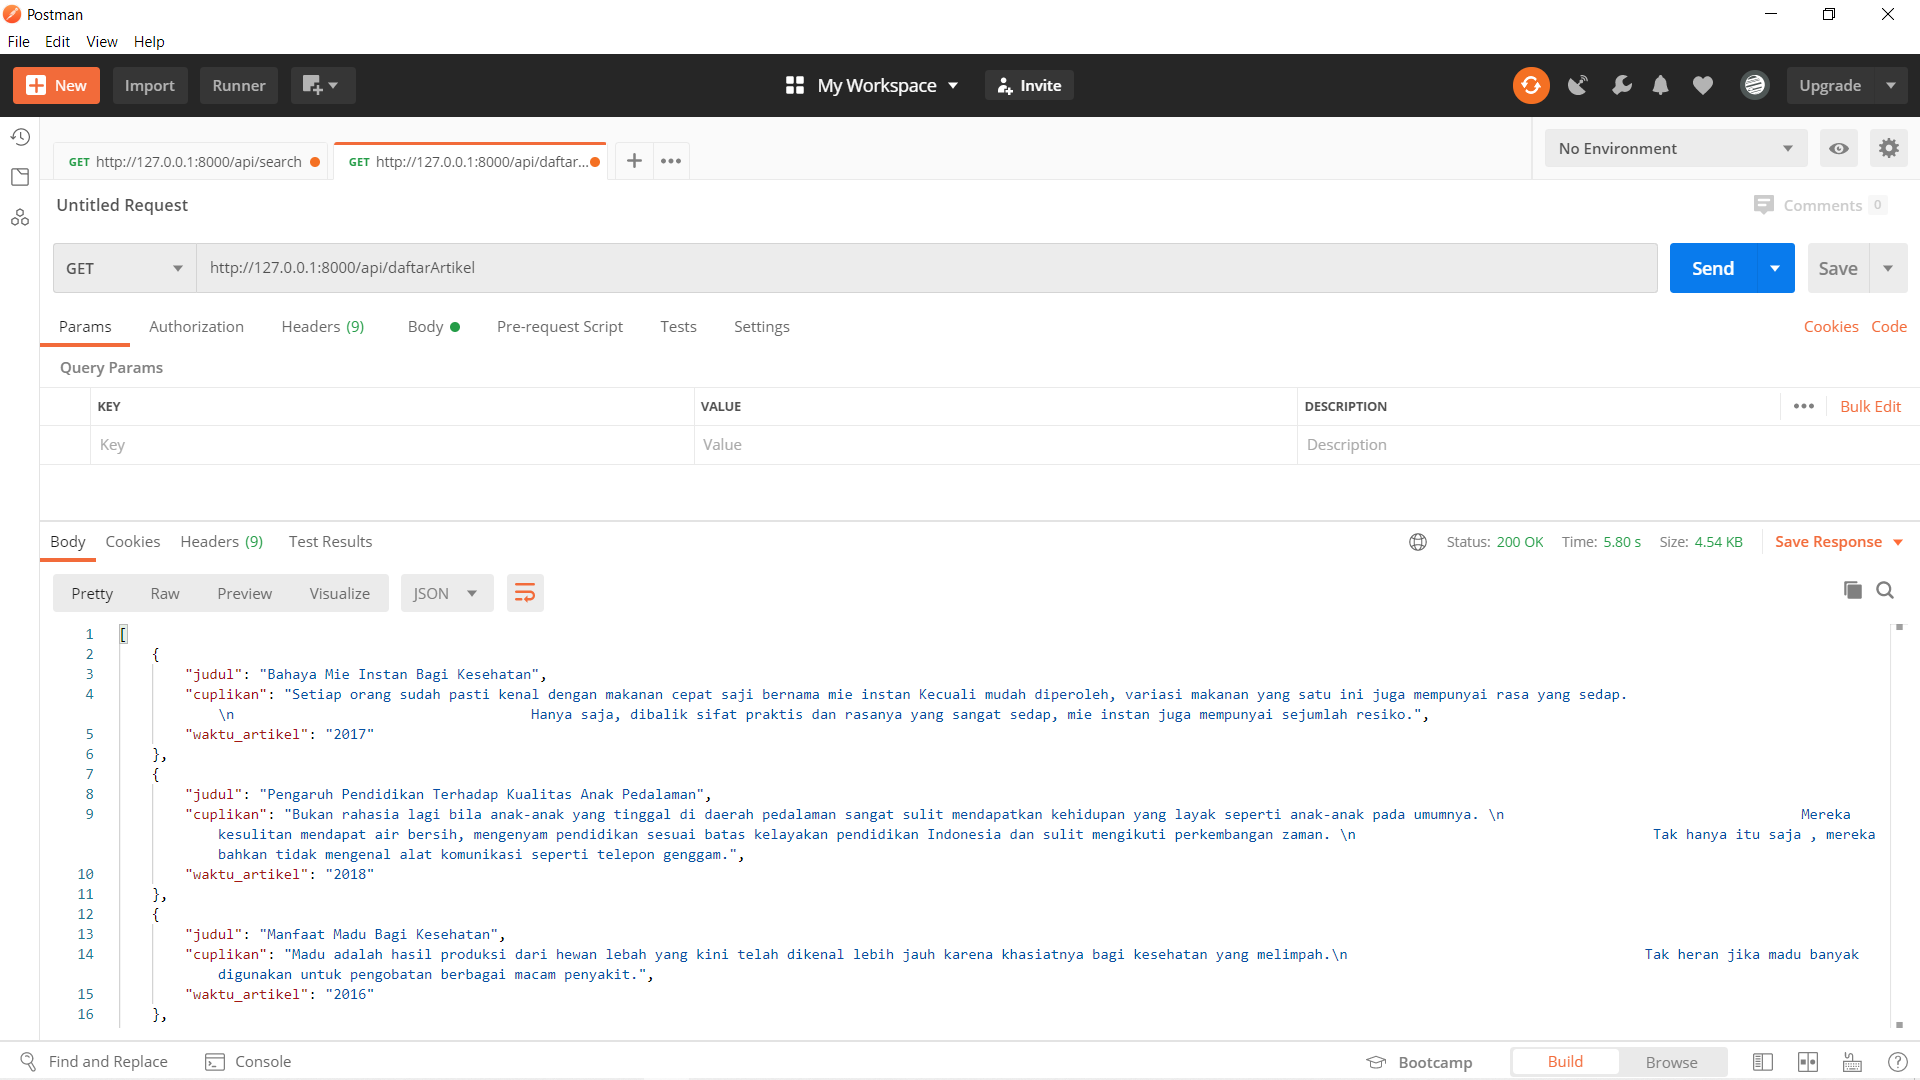 Postman
File Edit View Help
New Import Runner My Workspace Invite Upgrade
GET http://127.0.0.1:8000/api/search GET http://127.0.0.1:8000/api/daftar... No Environment
Untitled Request Comments 0
GET http://127.0.0.1:8000/api/daftarArtikel Send Save
Params Authorization Headers (9) Body Pre-request Script Tests Settings Cookies Code
Query Params
KEY VALUE DESCRIPTION Bulk Edit
Key Value Description
Body Cookies Headers (9) Test Results Status: 200 OK Time: 5.80 s Size: 4.54 KB Save Response
Pretty Raw Preview Visualize JSON
1 [
2 {
3 "judul": "Bahaya Mie Instan Bagi Kesehatan",
4 "cuplikan": "Setiap orang sudah pasti kenal dengan makanan cepat saji bernama mie instan Kecuali mudah diperoleh, variasi makanan yang satu ini juga mempunyai rasa yang sedap.
\n Hanya saja, dibalik sifat praktis dan rasanya yang sangat sedap, mie instan juga mempunyai sejumlah resiko.",
5 "waktu_artikel": "2017"
6 },
7 {
8 "judul": "Pengaruh Pendidikan Terhadap Kualitas Anak Pedalaman",
9 "cuplikan": "Bukan rahasia lagi bila anak-anak yang tinggal di daerah pedalaman sangat sulit mendapatkan kehidupan yang layak seperti anak-anak pada umumnya. \n Mereka
kesulitan mendapat air bersih, mengenyam pendidikan sesuai batas kelayakan pendidikan Indonesia dan sulit mengikuti perkembangan zaman. \n Tak hanya itu saja , mereka
bahkan tidak mengenal alat komunikasi seperti telepon genggam.",
10 "waktu_artikel": "2018"
11 },
12 {
13 "judul": "Manfaat Madu Bagi Kesehatan",
14 "cuplikan": "Madu adalah hasil produksi dari hewan lebah yang kini telah dikenal lebih jauh karena khasiatnya bagi kesehatan yang melimpah.\n Tak heran jika madu banyak
digunakan untuk pengobatan berbagai macam penyakit.",
15 "waktu_artikel": "2016"
16 },
Find and Replace Console Bootcamp Build Browse